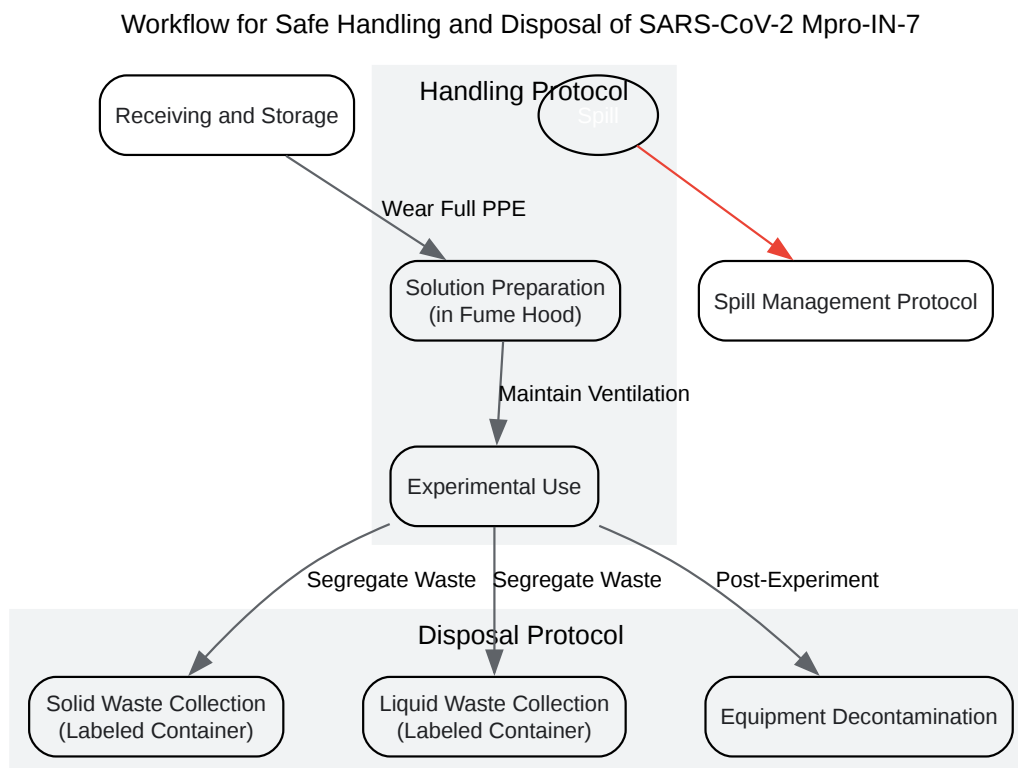 Workflow for Safe Handling and Disposal of SARS-CoV-2 Mpro-IN-7
Handling Protocol
Receiving and Storage
Spill
Wear Full PPE
Solution Preparation
(in Fume Hood)
Spill Management Protocol
Maintain Ventilation
Experimental Use
Segregate Waste
Segregate Waste
Post-Experiment
Disposal Protocol
Solid Waste Collection
(Labeled Container)
Liquid Waste Collection
(Labeled Container)
Equipment Decontamination